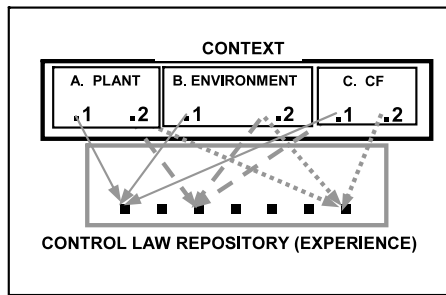 CONTEXT
A. PLANT B. ENVIRONMENT C. CF
.1 .2 .1 .2 .1 .2
CONTROL LAW REPOSITORY (EXPERIENCE)